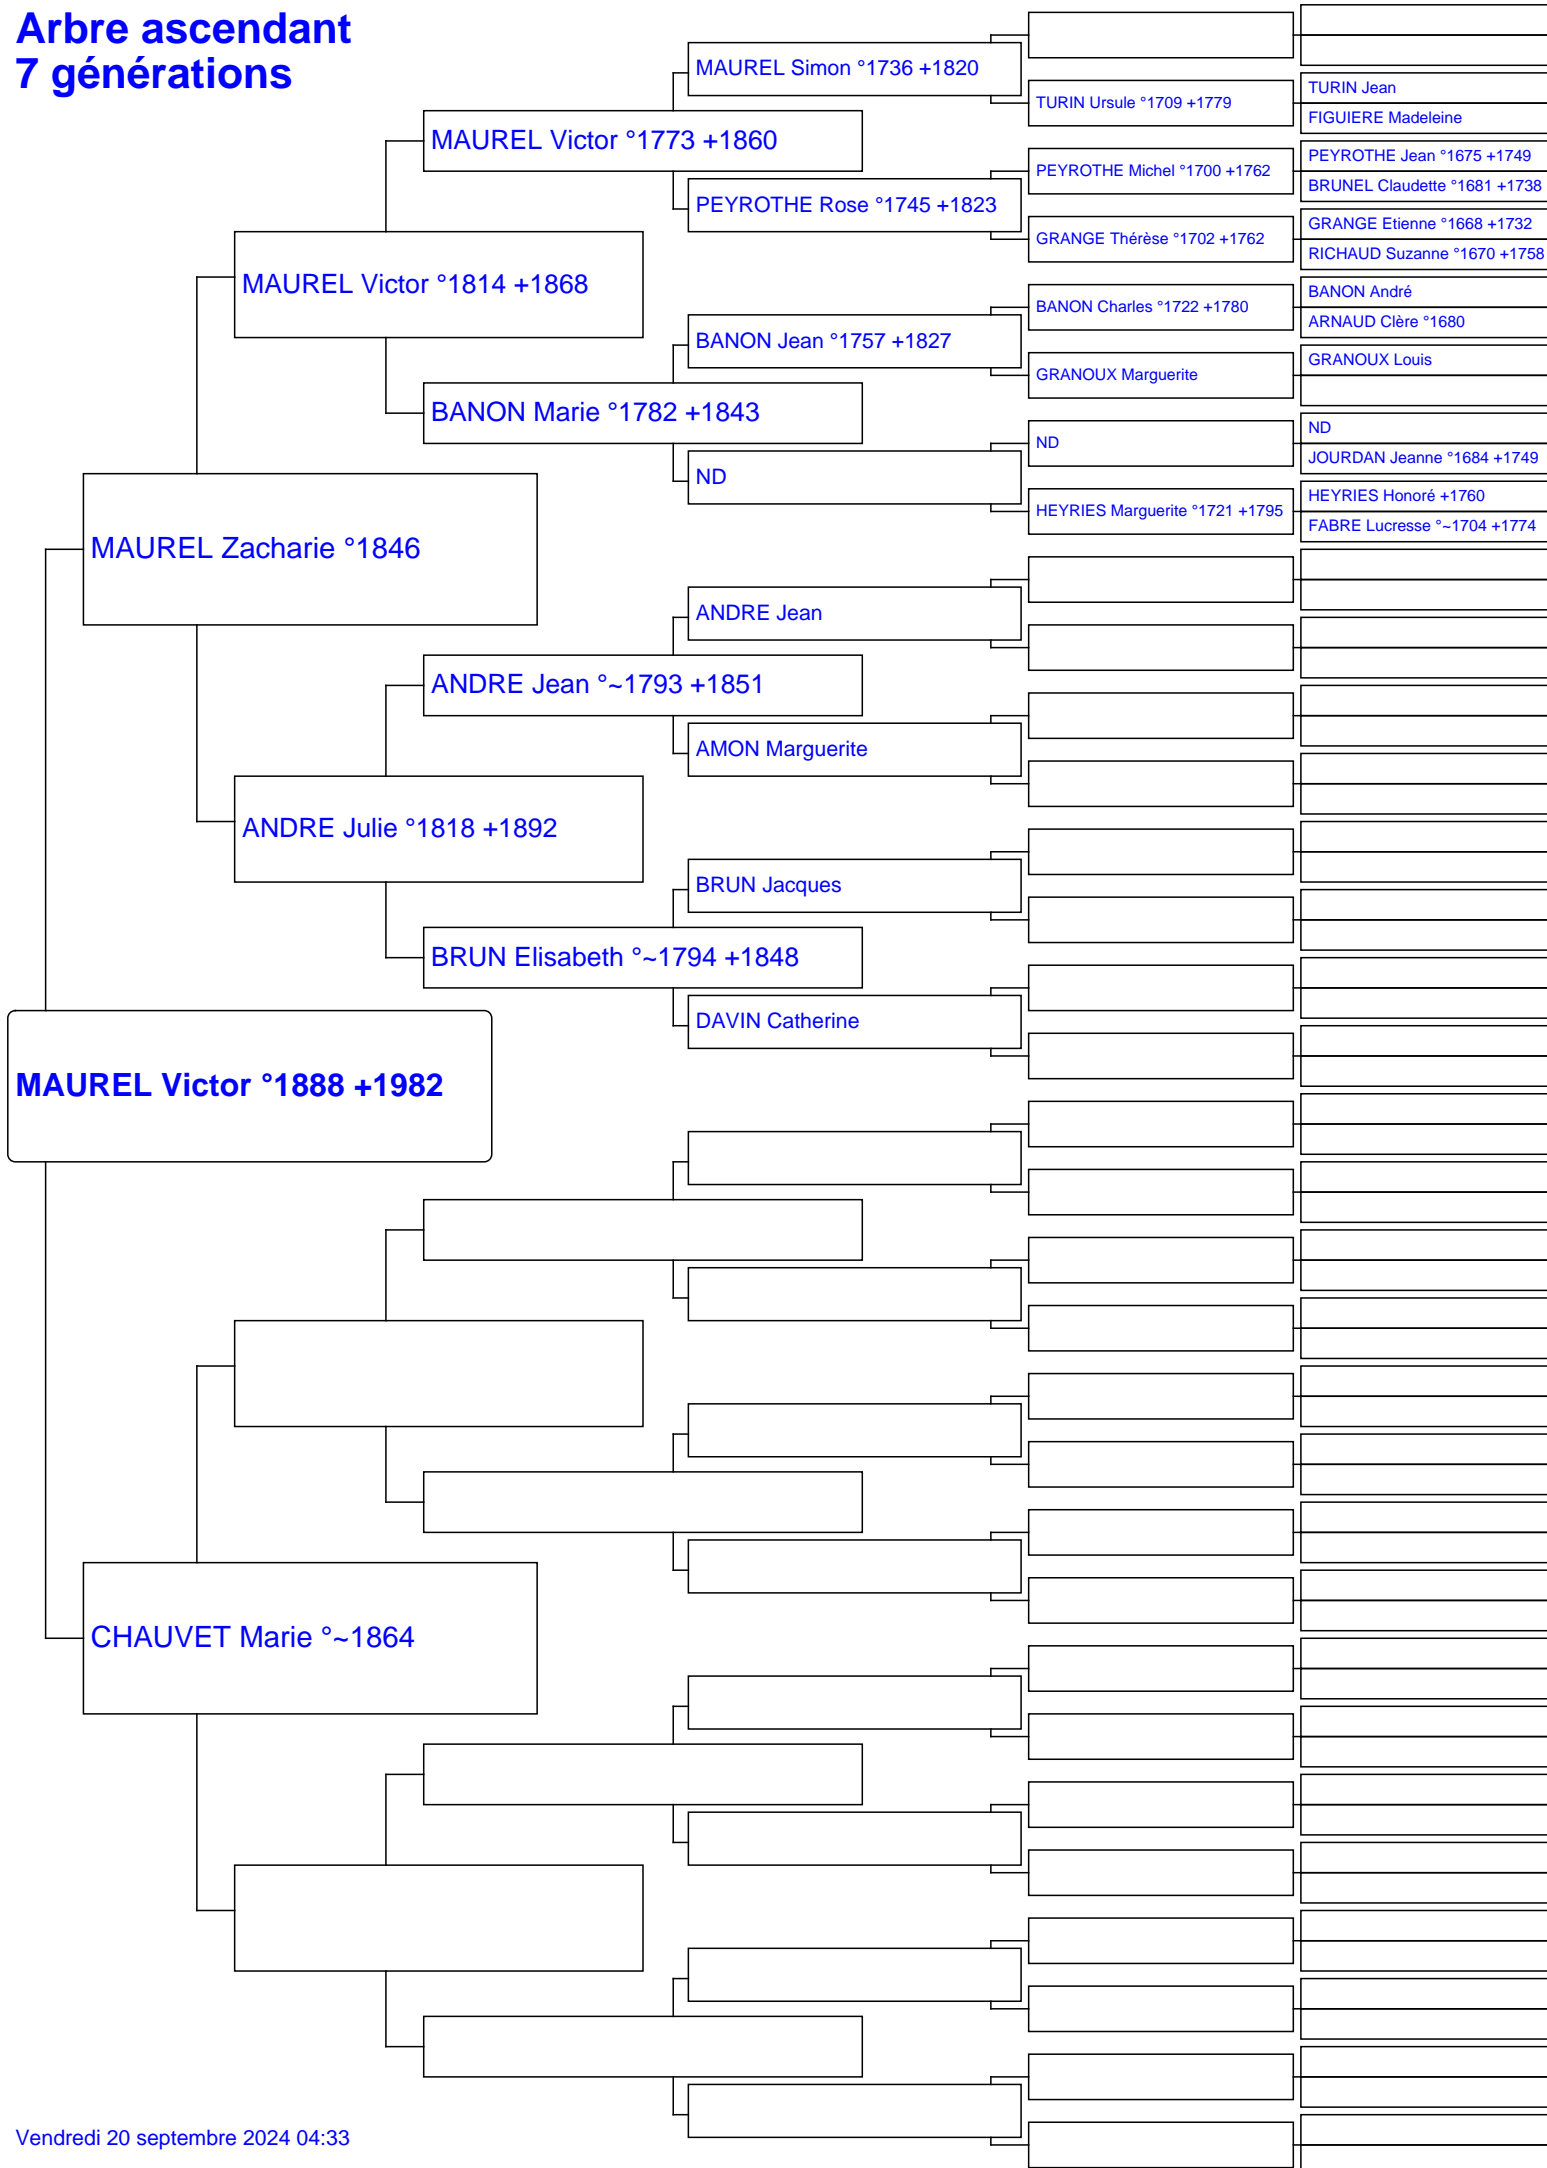 Arbre ascendant
7 générations
MAUREL Victor °1888 +1982
MAUREL Zacharie °1846
CHAUVET Marie °~1864
MAUREL Victor °1814 +1868
ANDRE Julie °1818 +1892
MAUREL Victor °1773 +1860
BANON Marie °1782 +1843
ANDRE Jean °~1793 +1851
BRUN Elisabeth °~1794 +1848
MAUREL Simon °1736 +1820
PEYROTHE Rose °1745 +1823
BANON Jean °1757 +1827
ND
ANDRE Jean
AMON Marguerite
BRUN Jacques
DAVIN Catherine
TURIN Ursule °1709 +1779
PEYROTHE Michel °1700 +1762
GRANGE Thérèse °1702 +1762
BANON Charles °1722 +1780
GRANOUX Marguerite
ND
HEYRIES Marguerite °1721 +1795
TURIN Jean
FIGUIERE Madeleine
PEYROTHE Jean °1675 +1749
BRUNEL Claudette °1681 +1738
GRANGE Etienne °1668 +1732
RICHAUD Suzanne °1670 +1758
BANON André
ARNAUD Clère °1680
GRANOUX Louis
ND
JOURDAN Jeanne °1684 +1749
HEYRIES Honoré +1760
FABRE Lucresse °~1704 +1774
Vendredi 20 septembre 2024 04:33